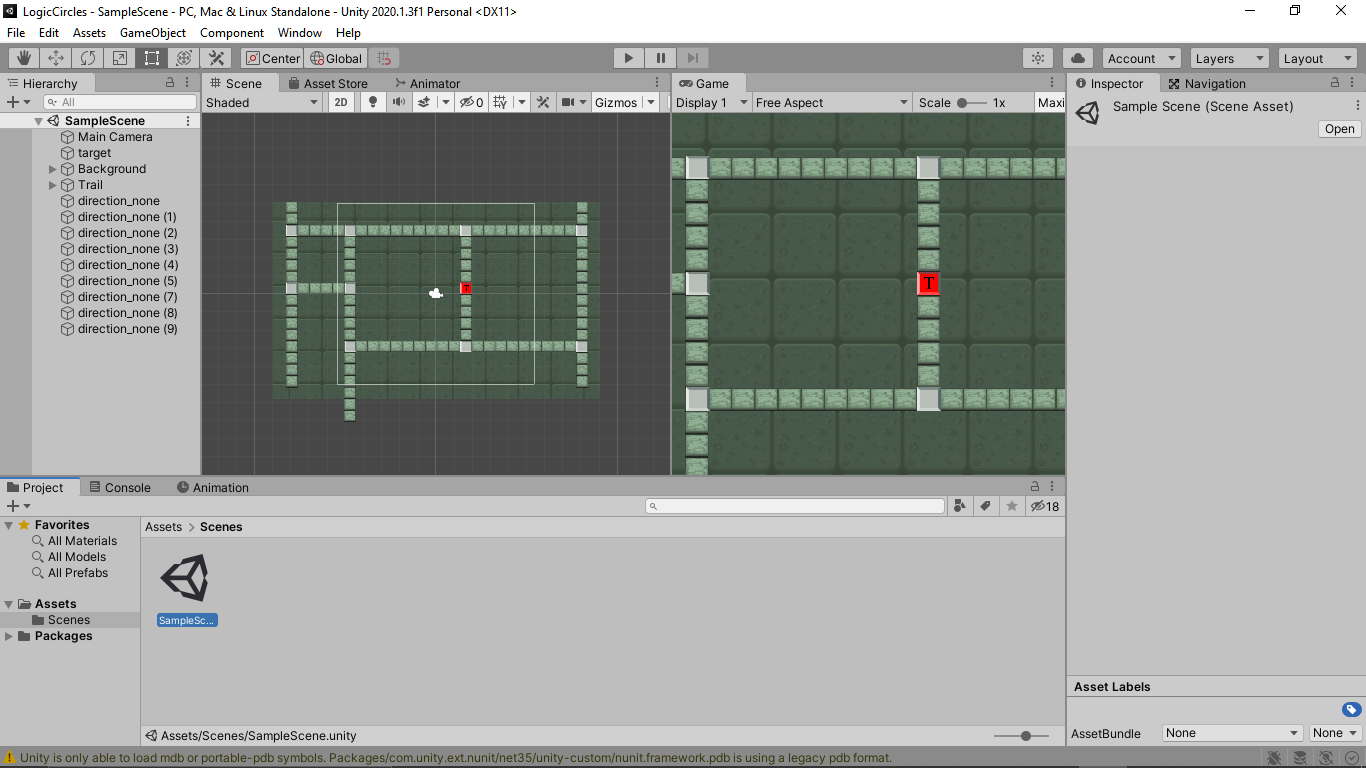 LogicCircles - SampleScene - PC, Mac & Linux Standalone - Unity 2020.1.3f1 Personal <DX11>
File Edit Assets GameObject Component Window Help
Center Global Account Layers Layout
Hierarchy Scene Asset Store Animator Game Inspector Navigation
All Shaded 2D 0 Gizmos Display 1 Free Aspect Scale 1x Maxi
Sample Scene (Scene Asset)
Open
SampleScene
Main Camera
target
Background
Trail
direction_none
direction_none (1)
direction_none (2)
direction_none (3)
direction_none (4)
direction_none (5)
direction_none (7)
direction_none (8)
direction_none (9)
T
T
Project Console Animation
18
Favorites
All Materials
All Models
All Prefabs
Assets
Scenes
Packages
Assets > Scenes
SampleSc...
Assets/Scenes/SampleScene.unity
Asset Labels
AssetBundle None None
Unity is only able to load mdb or portable-pdb symbols. Packages/com.unity.ext.nunit/net35/unity-custom/nunit.framework.pdb is using a legacy pdb format.